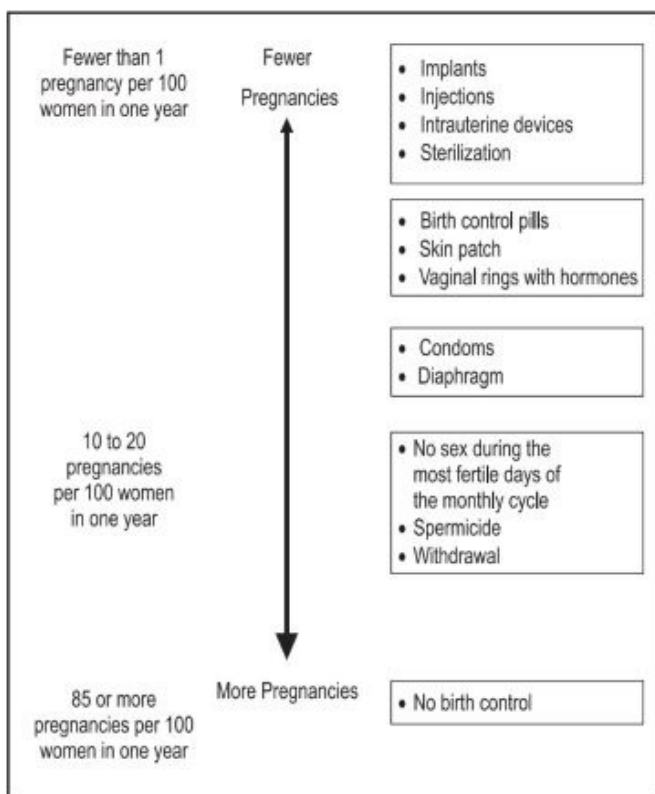 Fewer than 1
pregnancy per 100
women in one year
Fewer
Pregnancies
• Implants
• Injections
• Intrauterine devices
• Sterilization
• Birth control pills
• Skin patch
• Vaginal rings with hormones
• Condoms
• Diaphragm
10 to 20
pregnancies
per 100 women
in one year
• No sex during the
most fertile days of
the monthly cycle
• Spermicide
• Withdrawal
85 or more
pregnancies per 100
women in one year
More Pregnancies
• No birth control